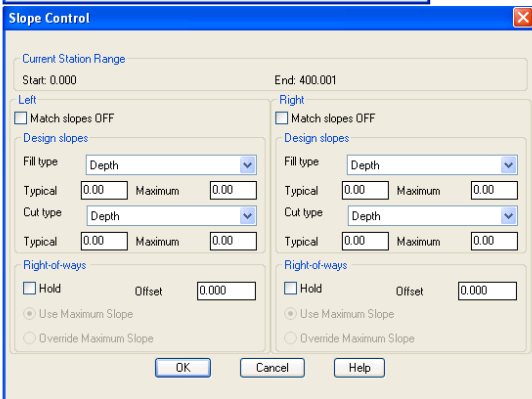 Slope Control
Current Station Range
Start: 0.000 End: 400.001
Left
Match slopes OFF
Design slopes
Fill type Depth
Typical 0.00 Maximum 0.00
Cut type Depth
Typical 0.00 Maximum 0.00
Right-of-ways
Hold Offset 0.000
Use Maximum Slope
Override Maximum Slope
Right
Match slopes OFF
Design slopes
Fill type Depth
Typical 0.00 Maximum 0.00
Cut type Depth
Typical 0.00 Maximum 0.00
Right-of-ways
Hold Offset 0.000
Use Maximum Slope
Override Maximum Slope
OK Cancel Help